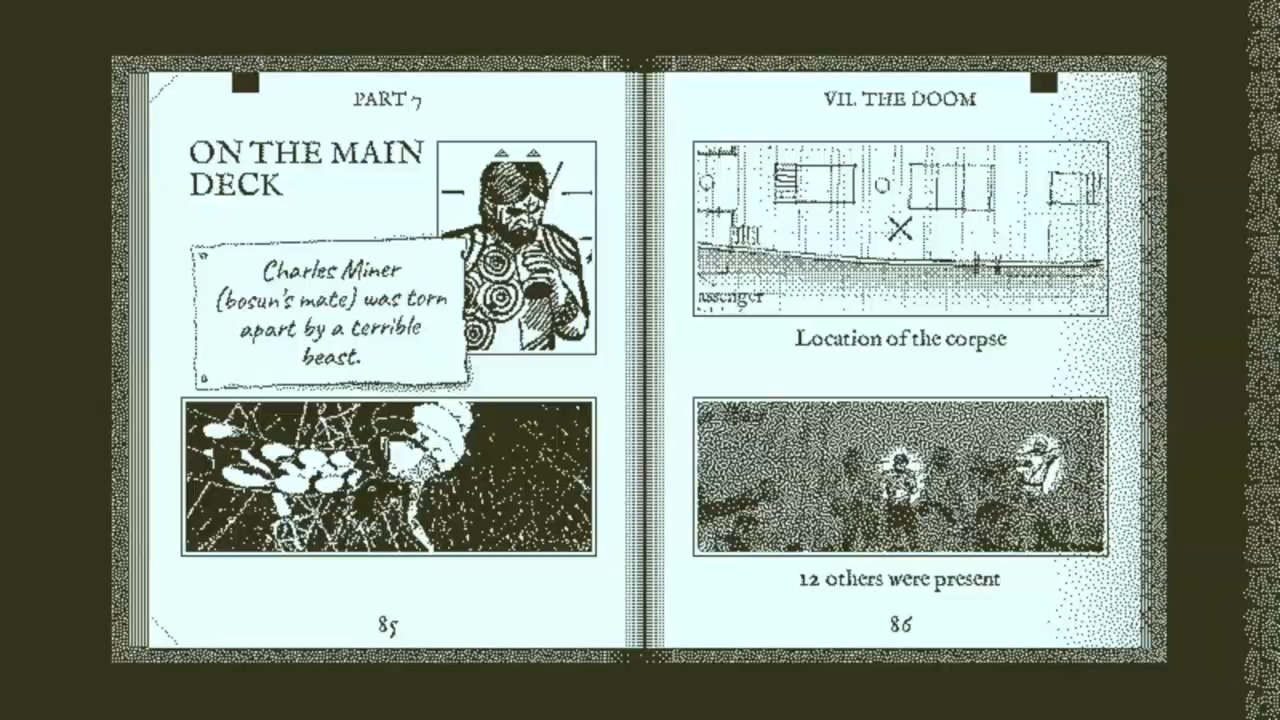 PART 7
ON THE MAIN
DECK
Charles Miner
(bosun's mate) was torn
apart by a terrible
beast.
85
VII. THE DOOM
assenger
Location of the corpse
12 others were present
86